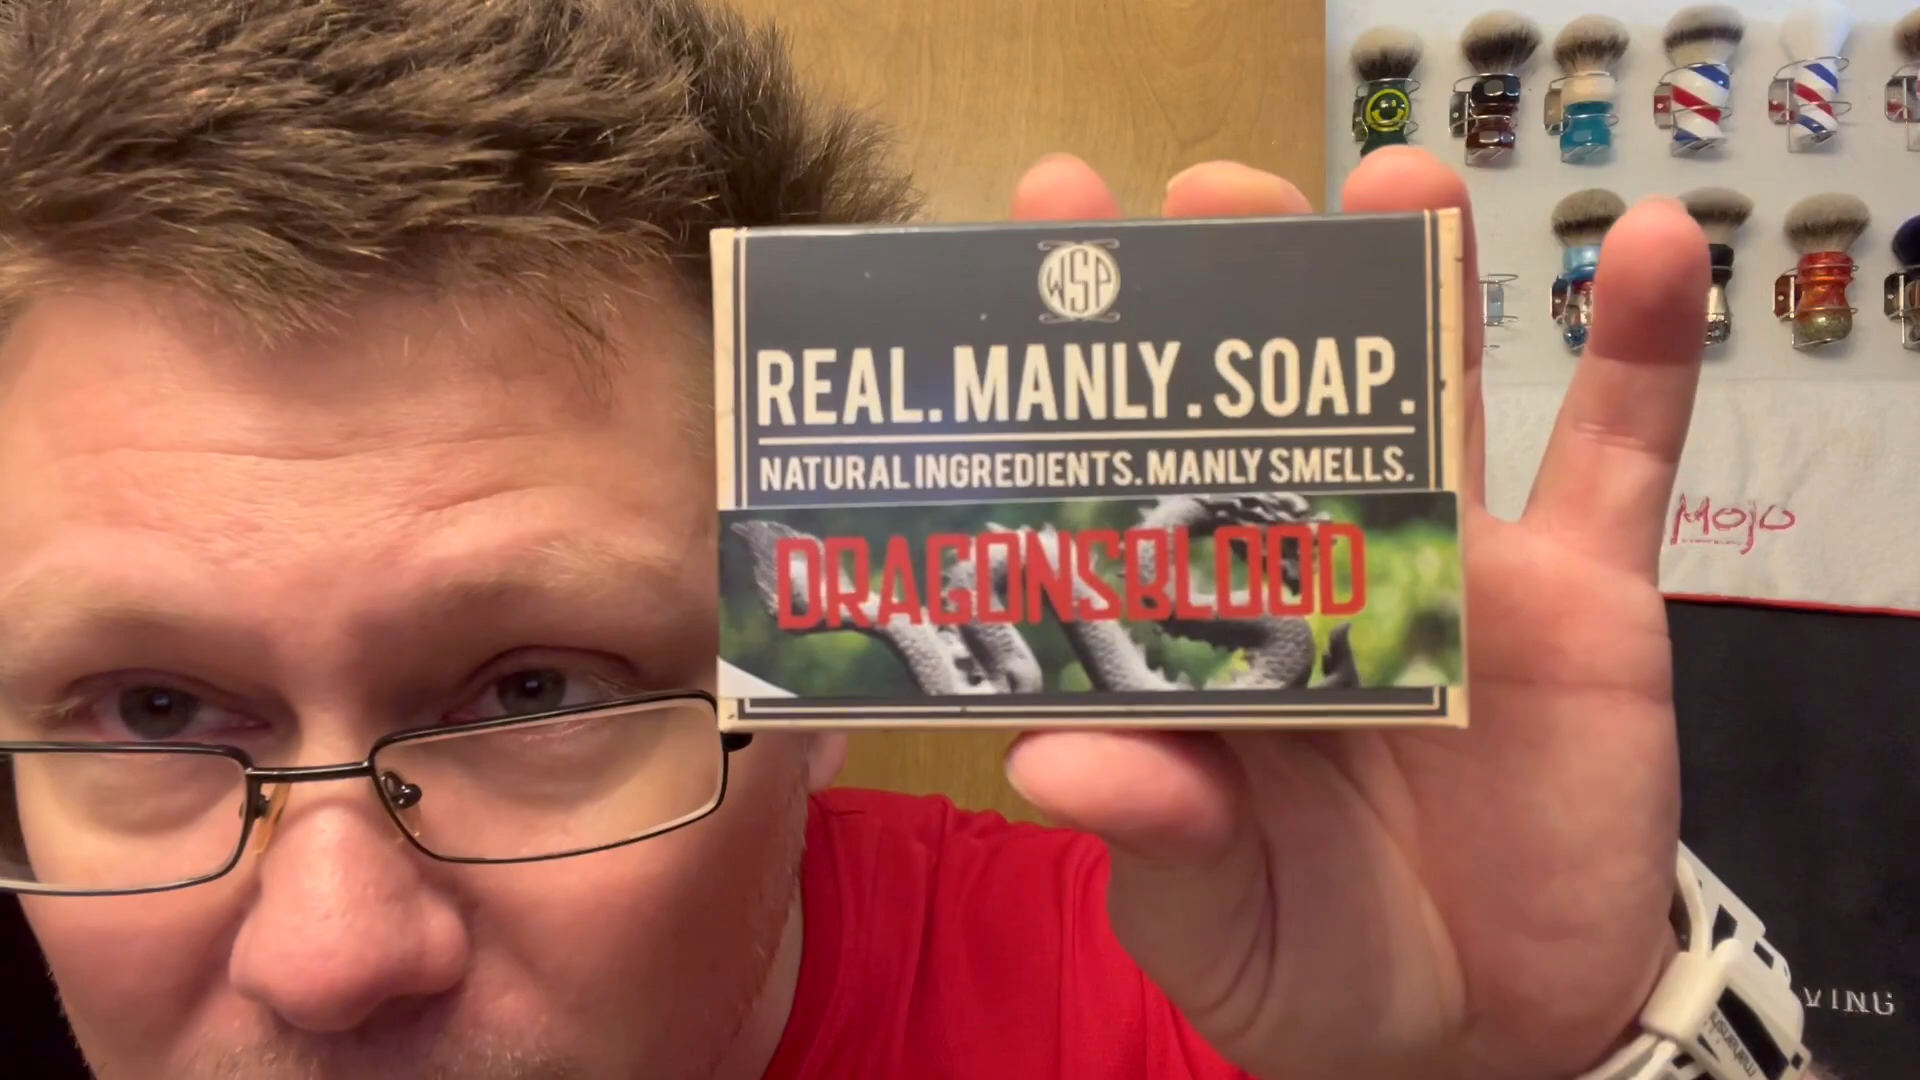 WSP
REAL. MANLY. SOAP.
NATURAL INGREDIENTS. MANLY SMELLS.
DRAGONSBLOOD
MOJO
VING